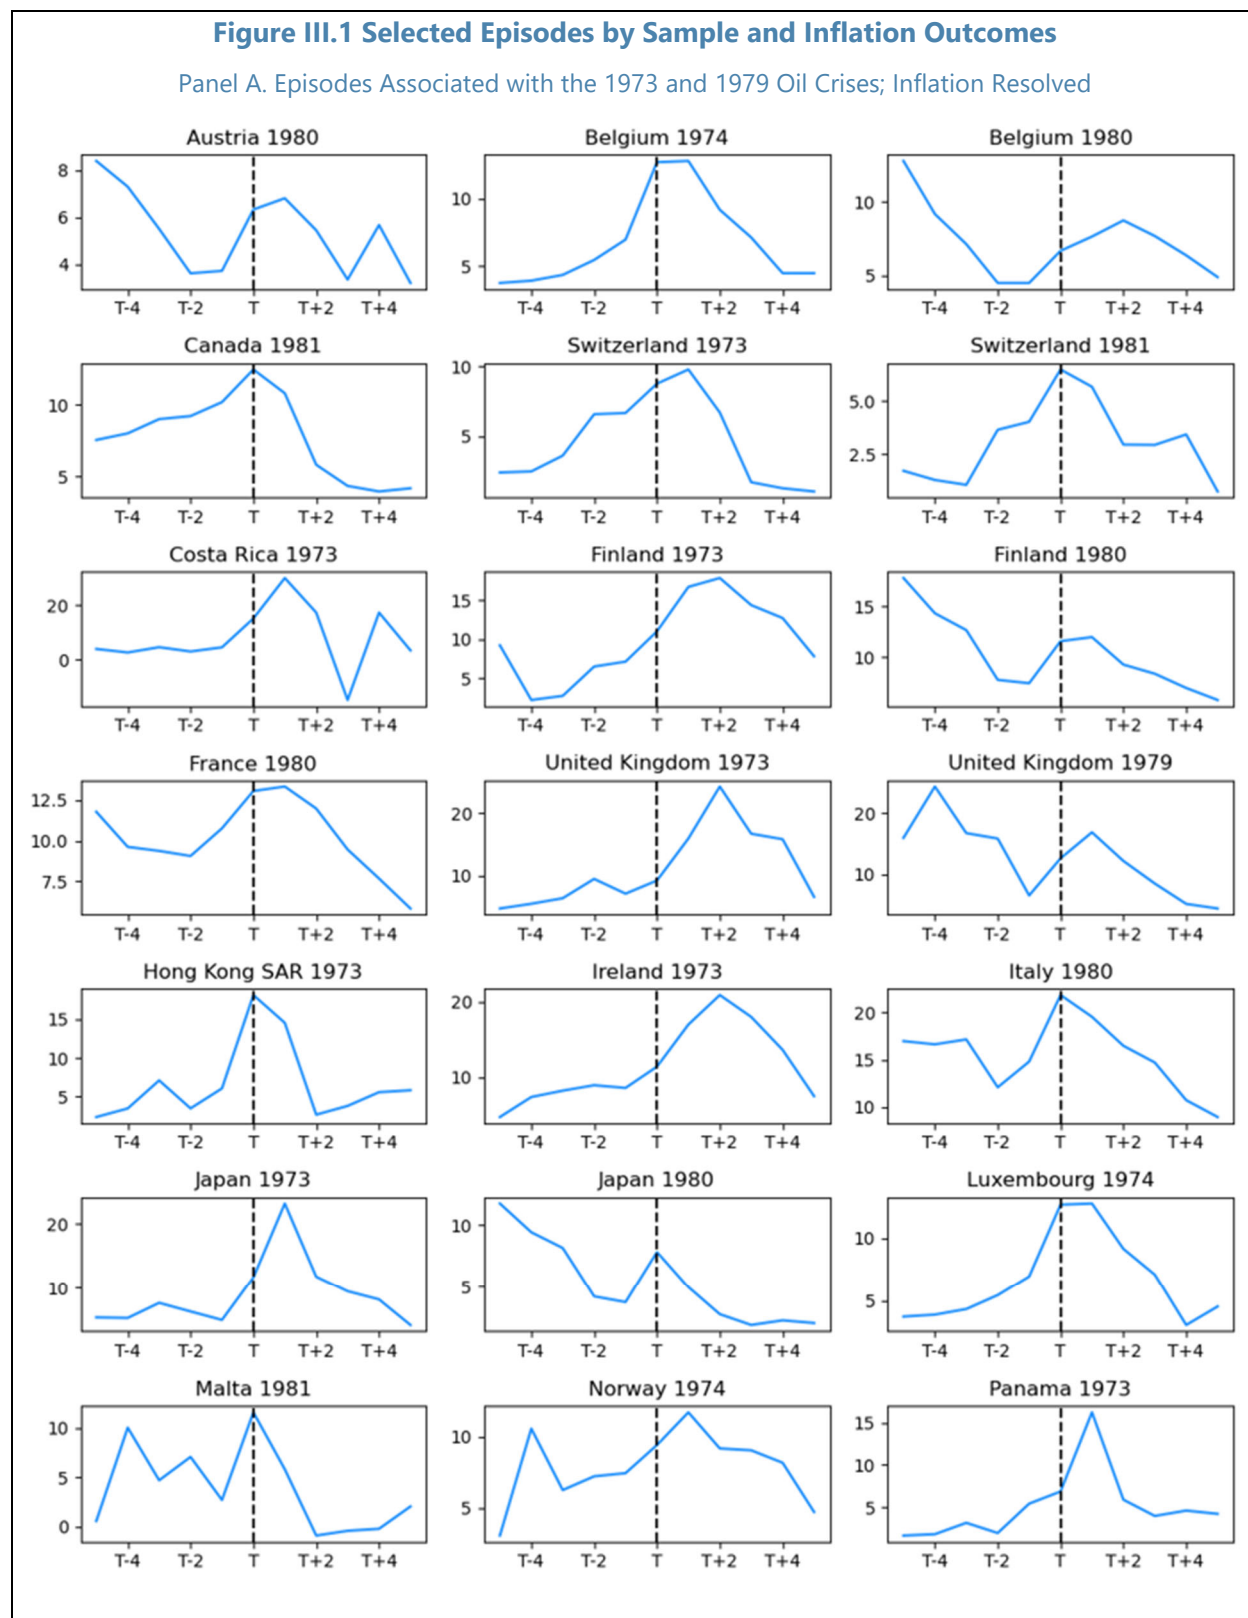 Figure III.1 Selected Episodes by Sample and Inflation Outcomes
Panel A. Episodes Associated with the 1973 and 1979 Oil Crises; Inflation Resolved
Austria 1980
8
6
4
T-4 T-2 T T+2 T+4
Belgium 1974
10
5
T-4 T-2 T T+2 T+4
Belgium 1980
10
5
T-4 T-2 T T+2 T+4
Canada 1981
10
5
T-4 T-2 T T+2 T+4
Switzerland 1973
10
5
T-4 T-2 T T+2 T+4
Switzerland 1981
5.0
2.5
T-4 T-2 T T+2 T+4
Costa Rica 1973
20
0
T-4 T-2 T T+2 T+4
Finland 1973
15
10
5
T-4 T-2 T T+2 T+4
Finland 1980
15
10
T-4 T-2 T T+2 T+4
France 1980
12.5
10.0
7.5
T-4 T-2 T T+2 T+4
United Kingdom 1973
20
10
T-4 T-2 T T+2 T+4
United Kingdom 1979
20
10
T-4 T-2 T T+2 T+4
Hong Kong SAR 1973
15
10
5
T-4 T-2 T T+2 T+4
Ireland 1973
20
10
T-4 T-2 T T+2 T+4
Italy 1980
20
15
10
T-4 T-2 T T+2 T+4
Japan 1973
20
10
T-4 T-2 T T+2 T+4
Japan 1980
10
5
T-4 T-2 T T+2 T+4
Luxembourg 1974
10
5
T-4 T-2 T T+2 T+4
Malta 1981
10
5
0
T-4 T-2 T T+2 T+4
Norway 1974
10
5
T-4 T-2 T T+2 T+4
Panama 1973
15
10
5
T-4 T-2 T T+2 T+4